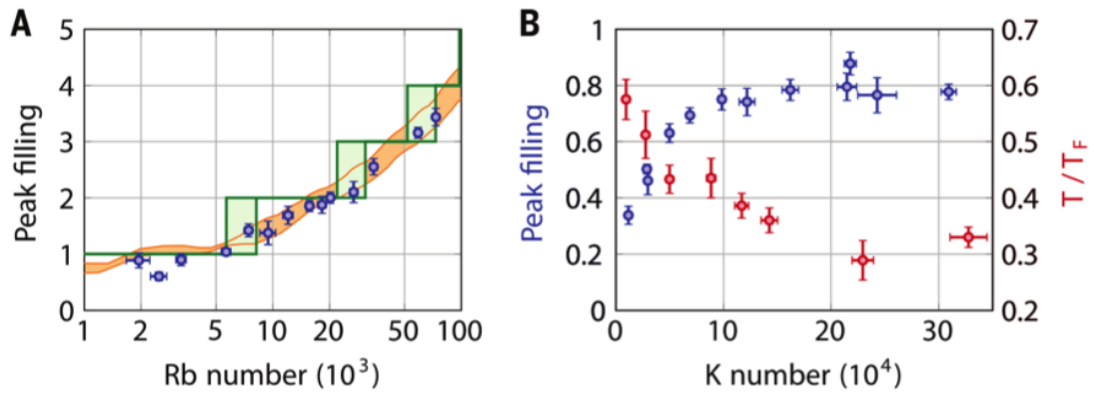 A
5
4
3
2
1
0
Peak filling
1 2 5 10 20 50 100
Rb number (10³)
B
1
0.8
0.6
0.4
0.2
0
Peak filling
0 10 20 30
K number (10⁴)
0.7
0.6
0.5
0.4
0.3
0.2
T / T_F